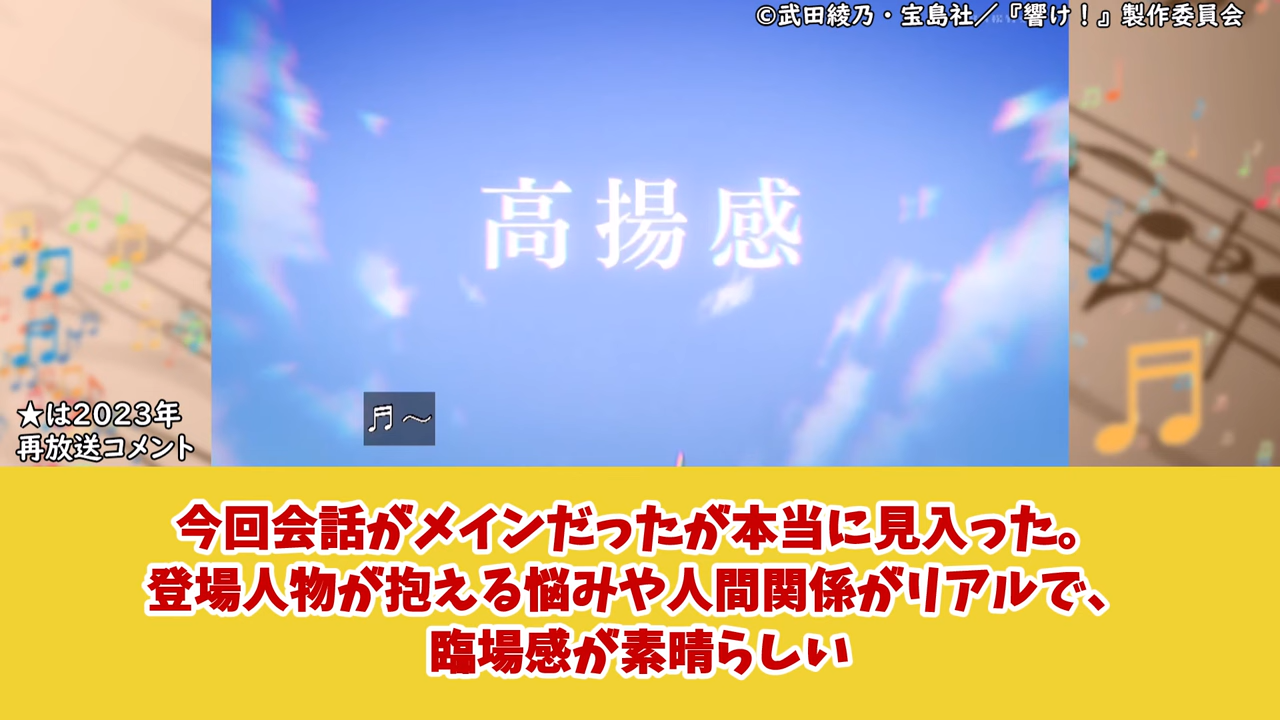 ©武田綾乃・宝島社／『響け！』製作委員会
高揚感
♬～
★は2023年
再放送コメント
今回会話がメインだったが本当に見入った。
登場人物が抱える悩みや人間関係がリアルで、
臨場感が素晴らしい